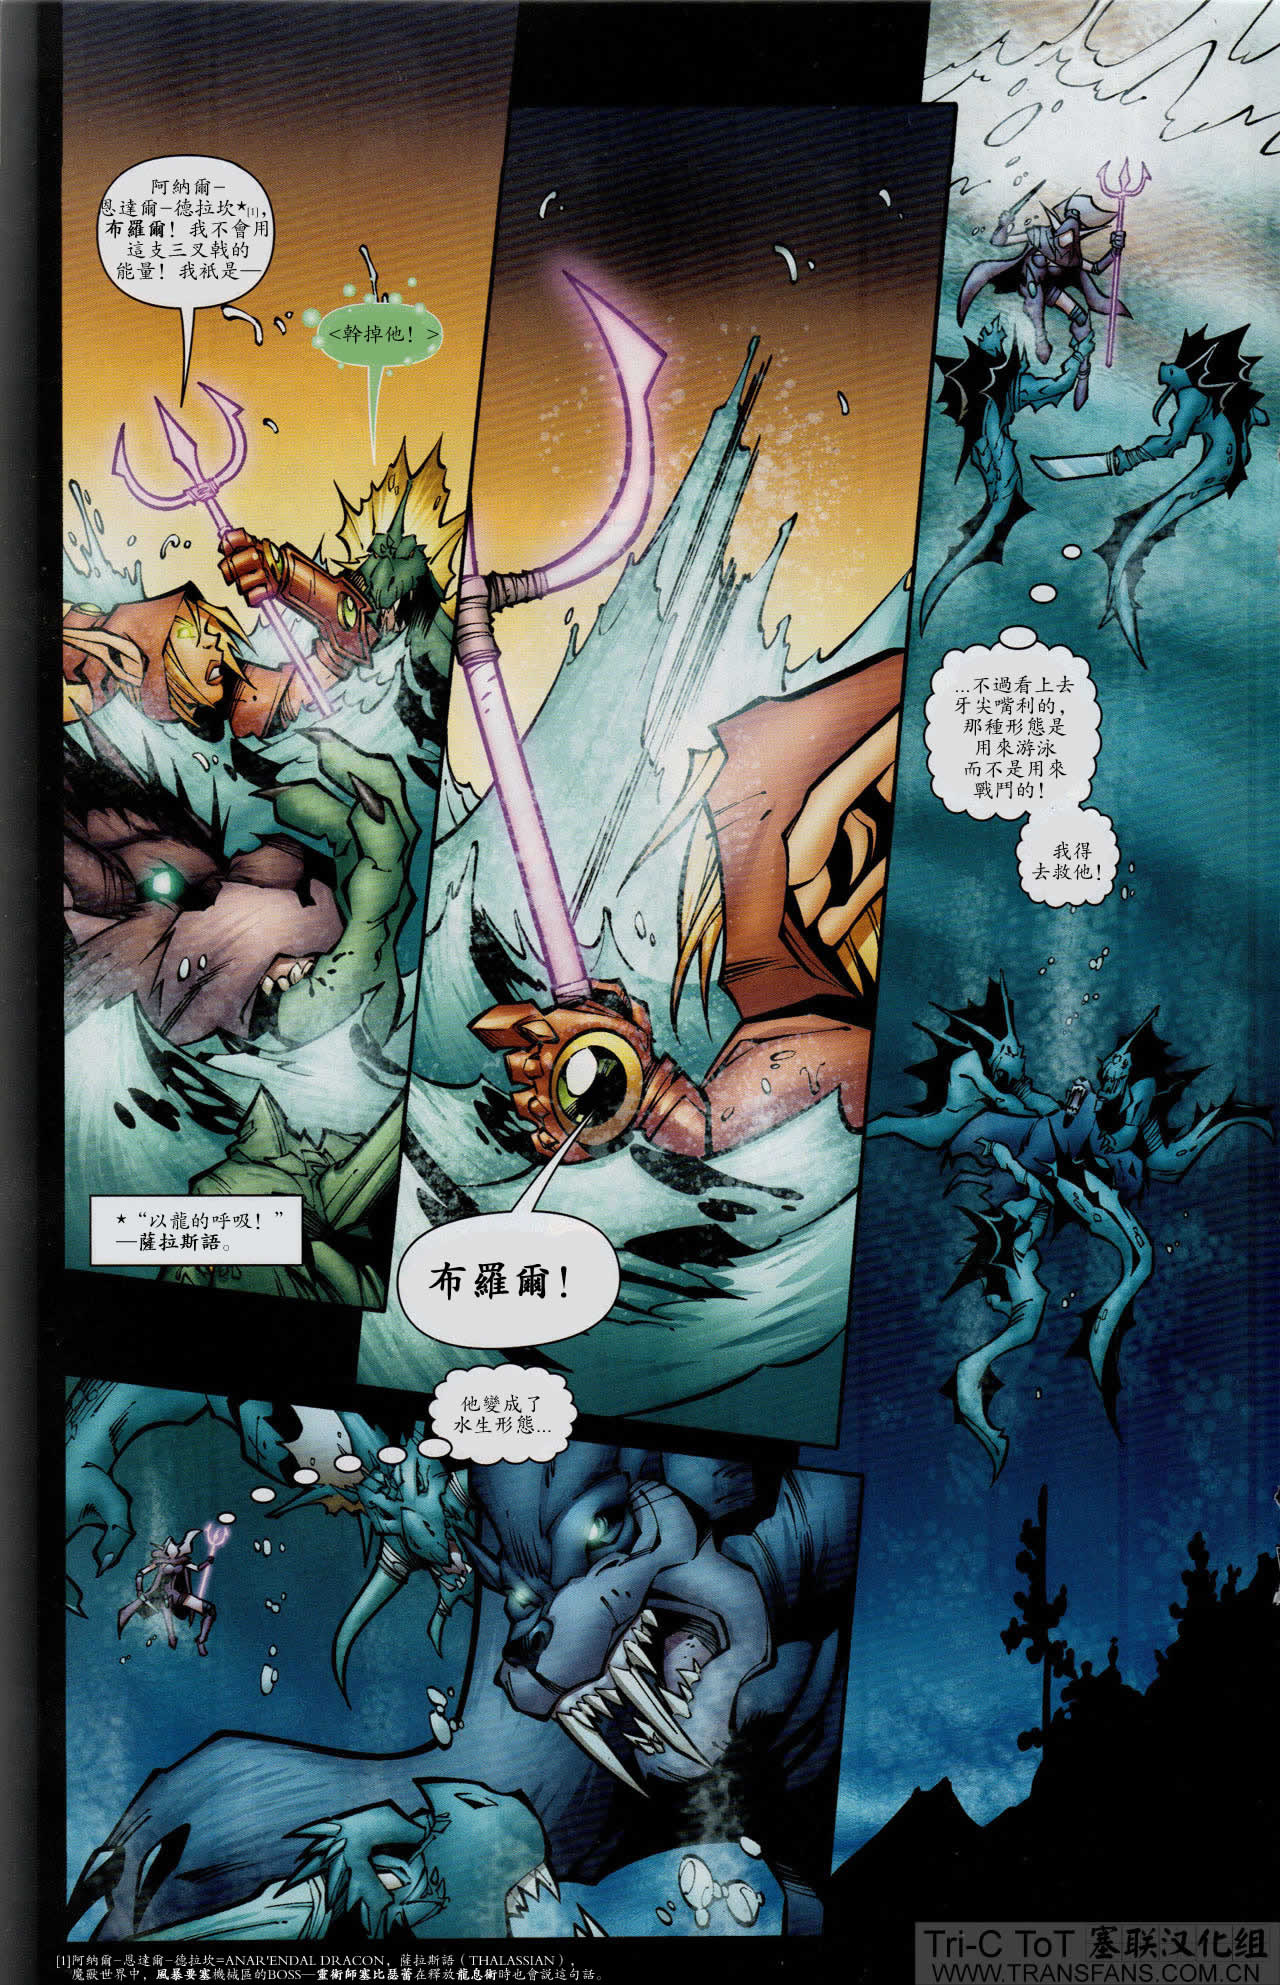 阿納爾-
恩達爾-德拉坎★[1],
布羅爾！我不會用
這支三叉戟的
能量！我衹是—
<幹掉他！>
★“以龍的呼吸！”
—薩拉斯語。
布羅爾！
他變成了
水生形態...
...不過看上去
牙尖嘴利的，
那種形態是
用來游泳
而不是用來
戰鬥的！
我得
去救他！
[1]阿納爾-恩達爾-德拉坎=ANAR'ENDAL DRACON，薩拉斯語（THALASSIAN），
魔獸世界中，風暴要塞機械區的BOSS—靈術師塞比瑟蕾在釋放龍息術時也會說這句話。
Tri-C ToT 塞联汉化组
WWW.TRANSFANS.COM.CN